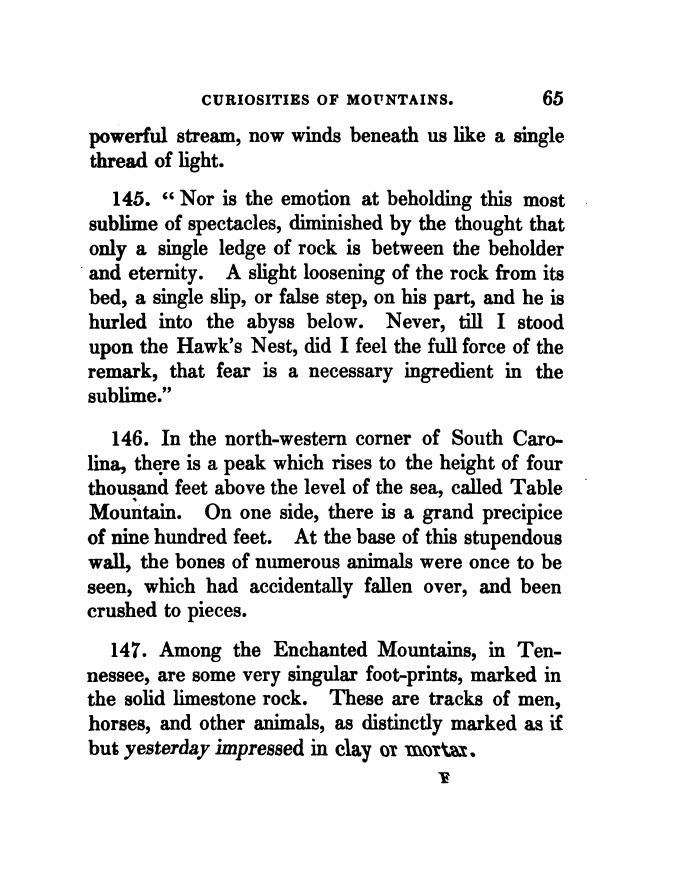 CURIOSITIES OF MOUNTAINS. 65
powerful stream, now winds beneath us like a single
thread of light.
145. “ Nor is the emotion at beholding this most
sublime of spectacles, diminished by the thought that
only a single ledge of rock is between the beholder
and eternity. A slight loosening of the rock from its
bed, a single slip, or false step, on his part, and he is
hurled into the abyss below. Never, till I stood
upon the Hawk’s Nest, did I feel the full force of the
remark, that fear is a necessary ingredient in the
sublime.”
146. In the north-western corner of South Caro-
lina, there is a peak which rises to the height of four
thousand feet above the level of the sea, called Table
Mountain. On one side, there is a grand precipice
of nine hundred feet. At the base of this stupendous
wall, the bones of numerous animals were once to be
seen, which had accidentally fallen over, and been
crushed to pieces.
147. Among the Enchanted Mountains, in Ten-
nessee, are some very singular foot-prints, marked in
the solid limestone rock. These are tracks of men,
horses, and other animals, as distinctly marked as if
but yesterday impressed in clay or mortar.
F